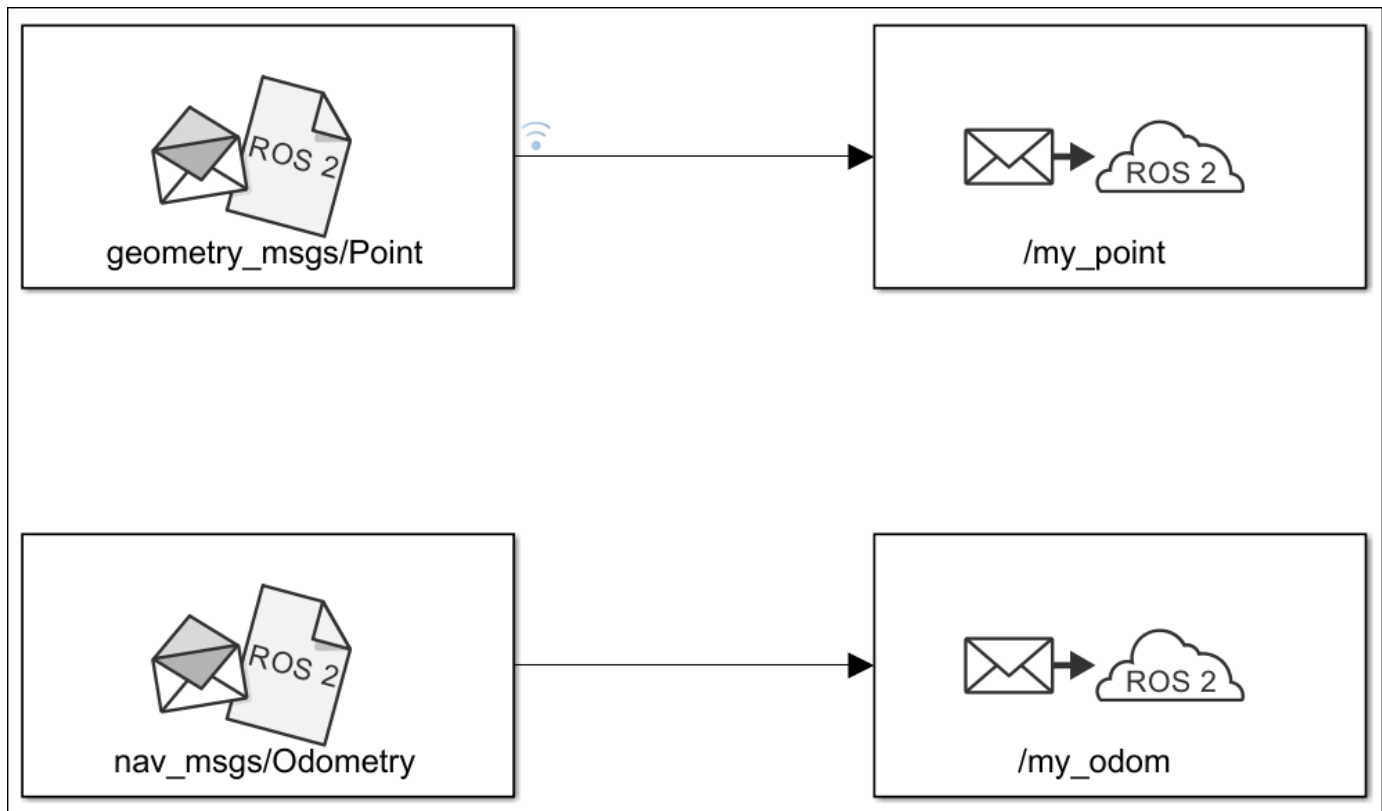 ROS 2
geometry_msgs/Point
ROS 2
/my_point
ROS 2
nav_msgs/Odometry
ROS 2
/my_odom